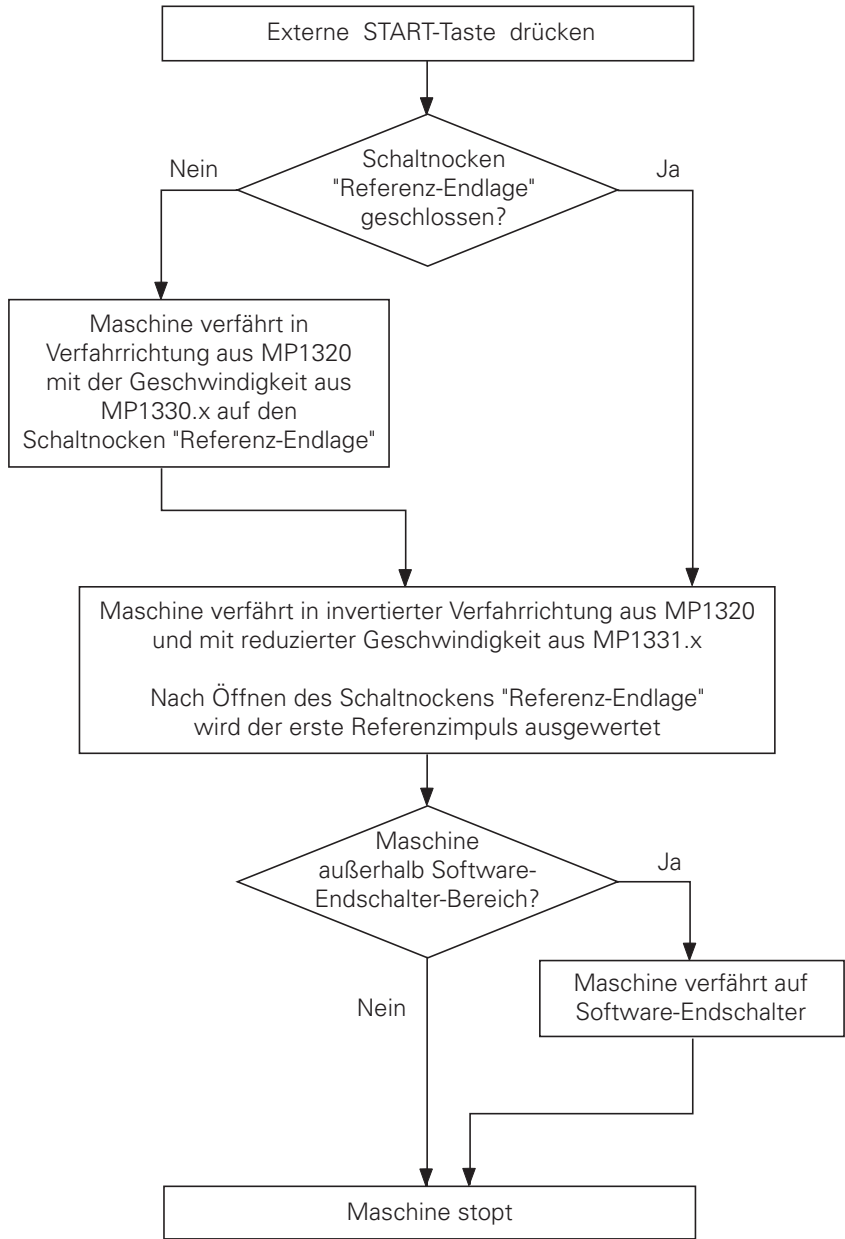 Externe START-Taste drücken
Schaltnocken
"Referenz-Endlage"
geschlossen?
Nein
Ja
Maschine verfährt in
Verfahrrichtung aus MP1320
mit der Geschwindigkeit aus
MP1330.x auf den
Schaltnocken "Referenz-Endlage"
Maschine verfährt in invertierter Verfahrrichtung aus MP1320
und mit reduzierter Geschwindigkeit aus MP1331.x
Nach Öffnen des Schaltnockens "Referenz-Endlage"
wird der erste Referenzimpuls ausgewertet
Maschine
außerhalb Software-
Endschalter-Bereich?
Ja
Maschine verfährt auf
Software-Endschalter
Nein
Maschine stopt